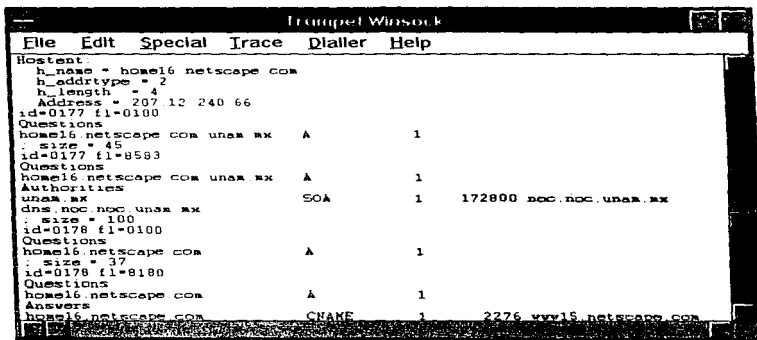 Trumpet Winsock
File Edit Special Trace Dialler Help
Hostent:
h_name = home16 netscape com
h_addrtype = 2
h_length = 4
Address = 207 12 240 66
id=0177 fl=0100
Questions
home16.netscape com unam mx A 1
; size = 45
id=0177 fl=8583
Questions
home16.netscape com unam mx A 1
Authorities
unam.mx SOA 1 172800 noc.noc.unam.mx
dns.noc.noc.unam mx
; size = 100
id=0178 fl=0100
Questions
home16.netscape com A 1
; size = 37
id=0178 fl=8180
Questions
home16.netscape.com A 1
Answers
home16.netscape.com CNAME 1 2276 www15.netscape.com